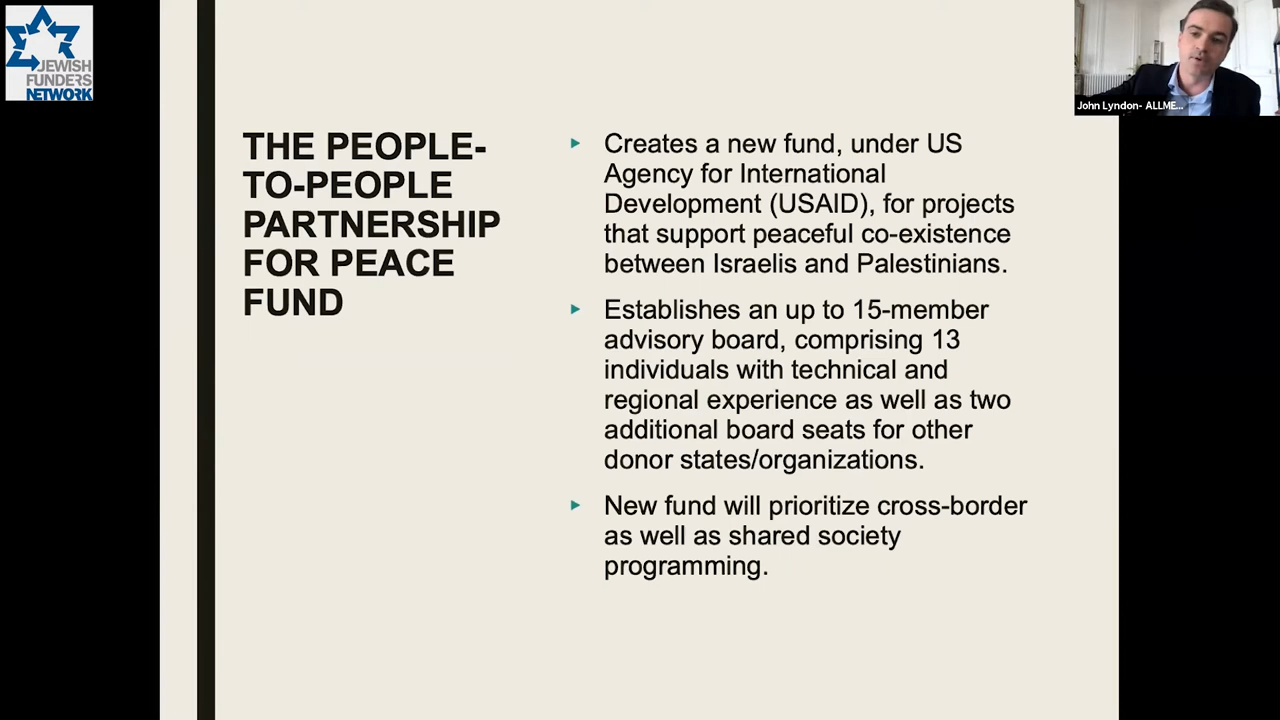 JEWISH
FUNDERS
NETWORK
John Lyndon- ALLME...
THE PEOPLE-
TO-PEOPLE
PARTNERSHIP
FOR PEACE
FUND
Creates a new fund, under US
Agency for International
Development (USAID), for projects
that support peaceful co-existence
between Israelis and Palestinians.
Establishes an up to 15-member
advisory board, comprising 13
individuals with technical and
regional experience as well as two
additional board seats for other
donor states/organizations.
New fund will prioritize cross-border
as well as shared society
programming.